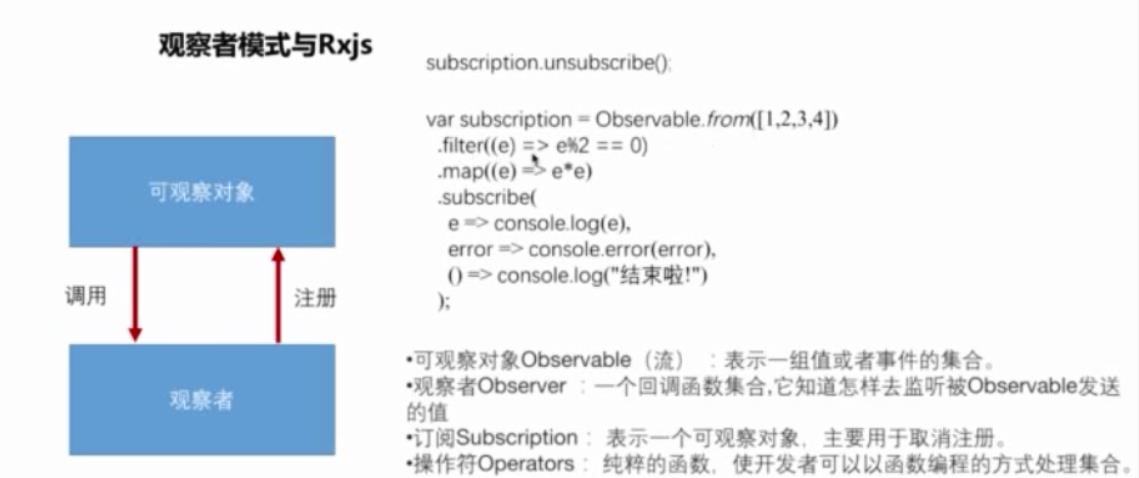 观察者模式与Rxjs
subscription.unsubscribe();
var subscription = Observable.from([1,2,3,4])
.filter((e) => e%2 == 0)
.map((e) => e*e)
.subscribe(
e => console.log(e),
error => console.error(error),
() => console.log("结束啦!")
);
可观察对象
调用
注册
观察者
•可观察对象Observable（流） ：表示一组值或者事件的集合。
•观察者Observer ：一个回调函数集合,它知道怎样去监听被Observable发送
的值
•订阅Subscription： 表示一个可观察对象，主要用于取消注册。
•操作符Operators： 纯粹的函数，使开发者可以以函数编程的方式处理集合。